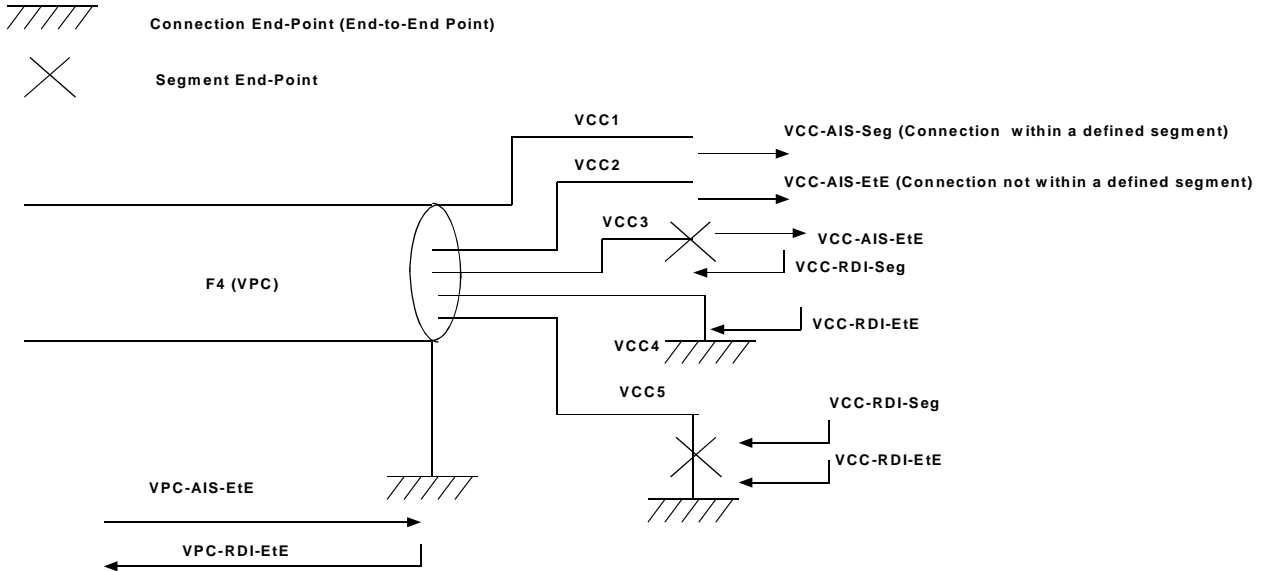 Connection End-Point (End-to-End Point)
Segment End-Point
VCC1
VCC-AIS-Seg (Connection within a defined segment)
VCC2
VCC-AIS-EtE (Connection not within a defined segment)
VCC3
VCC-AIS-EtE
VCC-RDI-Seg
F4 (VPC)
VCC-RDI-EtE
VCC4
VCC5
VCC-RDI-Seg
VCC-RDI-EtE
VPC-AIS-EtE
VPC-RDI-EtE